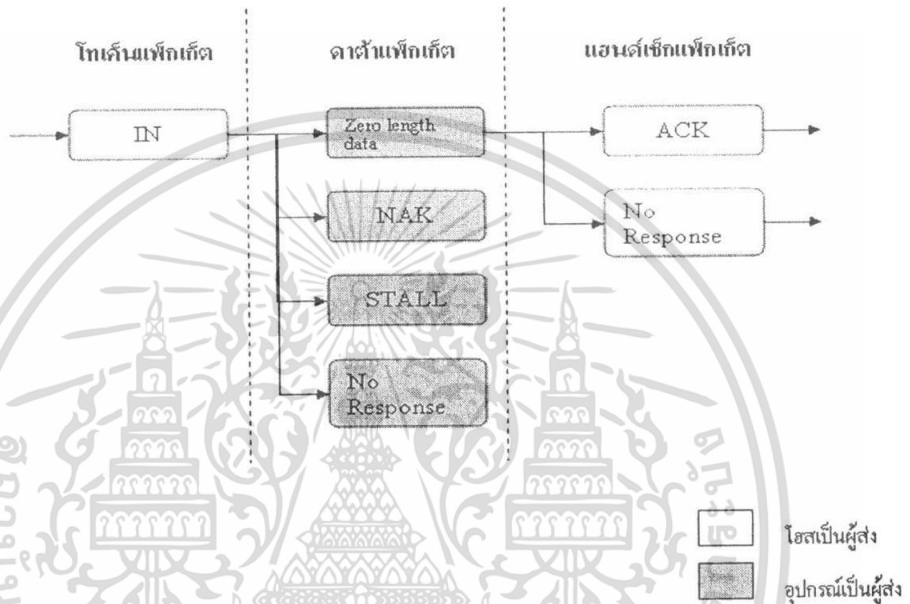 โทเค็นแพ็กเก็ต
ดาต้าแพ็กเก็ต
แฮนด์เช็กแพ็กเก็ต
IN
Zero length
data
ACK
NAK
No
Response
STALL
No
Response
โฮสเป็นผู้ส่ง
อุปกรณ์เป็นผู้ส่ง